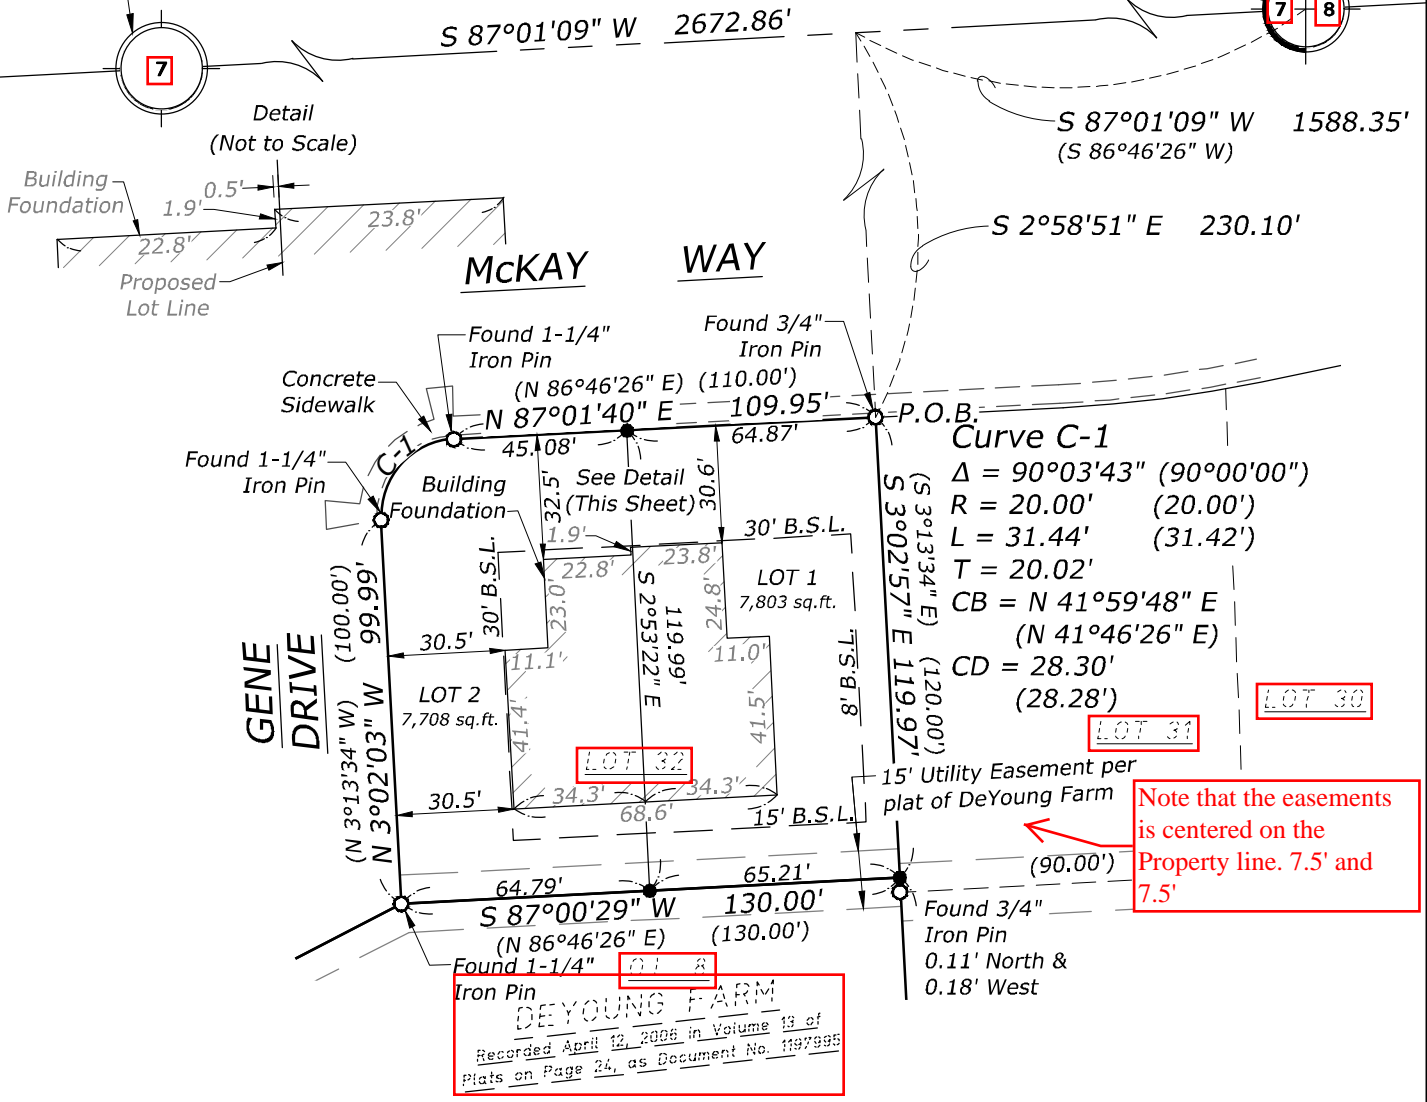 S 87°01'09" W 2672.86'
7
7 8
Detail
(Not to Scale)
S 87°01'09" W 1588.35'
(S 86°46'26" W)
Building
Foundation
0.5'
1.9'
23.8'
22.8'
Proposed
Lot Line
S 2°58'51" E 230.10'
McKAY WAY
Found 1-1/4"
Iron Pin
Found 3/4"
Iron Pin
Concrete
Sidewalk
(N 86°46'26" E) (110.00')
N 87°01'40" E 109.95'
P.O.B.
45.08'
64.87'
C-1
Found 1-1/4"
Iron Pin
Building
Foundation
32.5'
See Detail
(This Sheet)
30.6'
Curve C-1
Δ = 90°03'43" (90°00'00")
R = 20.00' (20.00')
L = 31.44' (31.42')
T = 20.02'
CB = N 41°59'48" E
(N 41°46'26" E)
CD = 28.30'
(28.28')
S 3°02'57" E 119.97'
(S 3°13'34" E) (120.00')
30' B.S.L.
1.9'
22.8'
23.8'
30' B.S.L.
23.0'
24.8'
LOT 1
7,803 sq.ft.
S 2°53'22" E
119.99'
GENE
DRIVE
(N 3°13'34" W) (100.00')
N 3°02'03" W 99.99'
30.5'
11.1'
11.0'
8' B.S.L.
LOT 2
7,708 sq.ft.
41.4'
41.5'
LOT 32
LOT 31
LOT 30
30.5'
34.3'
34.3'
68.6'
15' B.S.L.
15' Utility Easement per
plat of DeYoung Farm
Note that the easements
is centered on the
Property line. 7.5' and
7.5'
(90.00')
64.79'
65.21'
S 87°00'29" W 130.00'
(N 86°46'26" E) (130.00')
Found 3/4"
Iron Pin
0.11' North &
0.18' West
Found 1-1/4"
Iron Pin
OL 8
DEYOUNG FARM
Recorded April 12, 2006 in Volume 13 of
Plats on Page 24, as Document No. 1197995